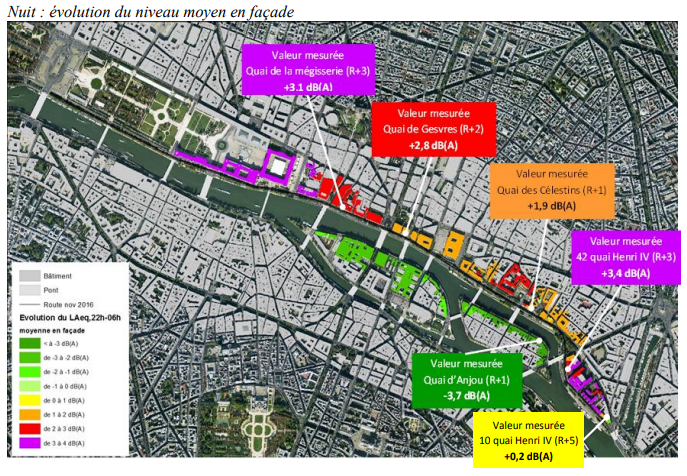 Nuit : évolution du niveau moyen en façade
Valeur mesurée
Quai de la mégisserie (R+3)
+3.1 dB(A)
Valeur mesurée
Quai de Gesvres (R+2)
+2,8 dB(A)
Valeur mesurée
Quai des Célestins (R+1)
+1,9 dB(A)
Valeur mesurée
42 quai Henri IV (R+3)
+3,4 dB(A)
Bâtiment
Pont
Route nov 2016
Evolution du LAeq,22h-06h
moyenne en façade
< à -3 dB(A)
de -3 à -2 dB(A)
de -2 à -1 dB(A)
de -1 à 0 dB(A)
de 0 à 1 dB(A)
de 1 à 2 dB(A)
de 2 à 3 dB(A)
de 3 à 4 dB(A)
Valeur mesurée
Quai d'Anjou (R+1)
-3,7 dB(A)
Valeur mesurée
10 quai Henri IV (R+5)
+0,2 dB(A)